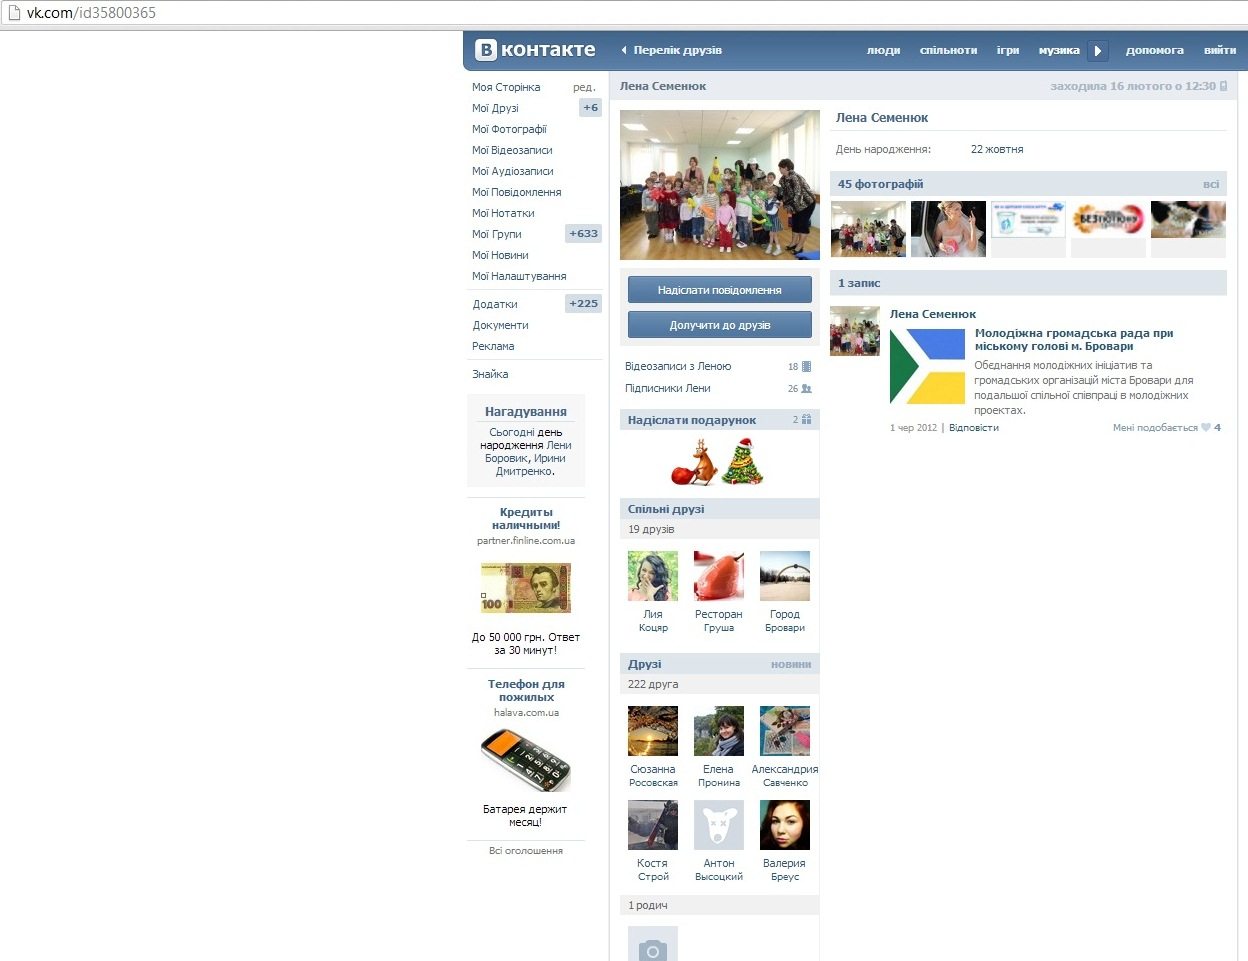 vk.com/id35800365
В контакте
Перелік друзів
люди
спільноти
ігри
музика
допомога
вийти
Моя Сторінка
ред.
Мої Друзі
+6
Мої Фотографії
Мої Відеозаписи
Мої Аудіозаписи
Мої Повідомлення
Мої Нотатки
Мої Групи
+633
Мої Новини
Мої Налаштування
Додатки
+225
Документи
Реклама
Знайка
Нагадування
Сьогодні день
народження Лени
Боровик, Ирини
Дмитренко.
Кредиты
наличными!
partner.finline.com.ua
100
До 50 000 грн. Ответ
за 30 минут!
Телефон для
пожилых
halava.com.ua
Батарея держит
месяц!
Всі оголошення
Лена Семенюк
заходила 16 лютого о 12:30
Надіслати повідомлення
Долучити до друзів
Відеозаписи з Леною
18
Підписники Лени
26
Надіслати подарунок
2
Спільні друзі
19 друзів
Лия
Коцяр
Ресторан
Груша
Город
Бровари
Друзі
новини
222 друга
Сюзанна
Росовская
Елена
Пронина
Александрия
Савченко
Костя
Строй
Антон
Высоцкий
Валерия
Бреус
1 родич
Лена Семенюк
День народження:
22 жовтня
45 фотографій
всі
1 запис
Лена Семенюк
Молодіжна громадська рада при
міському голові м. Бровари
Обєднання молодіжних ініціатив та
громадських організацій міста Бровари для
подальшої спільної співпраці в молодіжних
проектах.
1 чер 2012 | Відповісти
Мені подобається
4